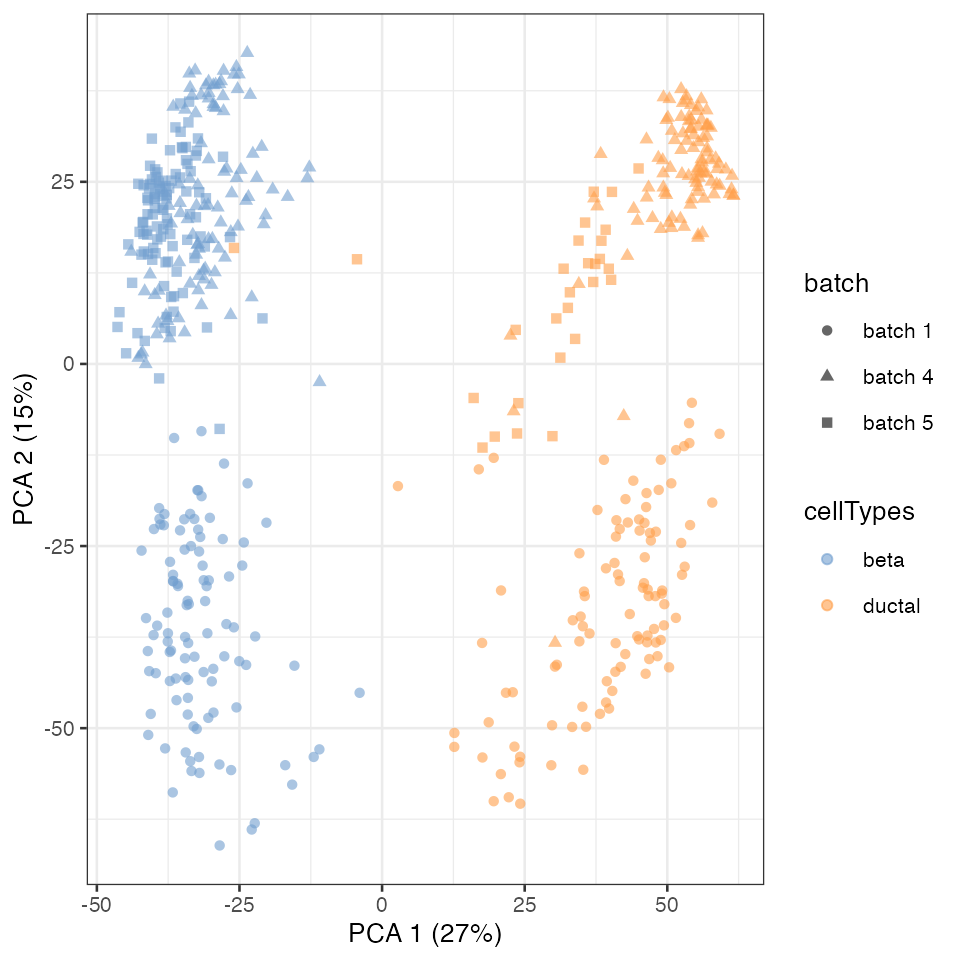 25
0
-25
-50
PCA 2 (15%)
-50
-25
0
25
50
PCA 1 (27%)
batch
batch 1
batch 4
batch 5
cellTypes
beta
ductal